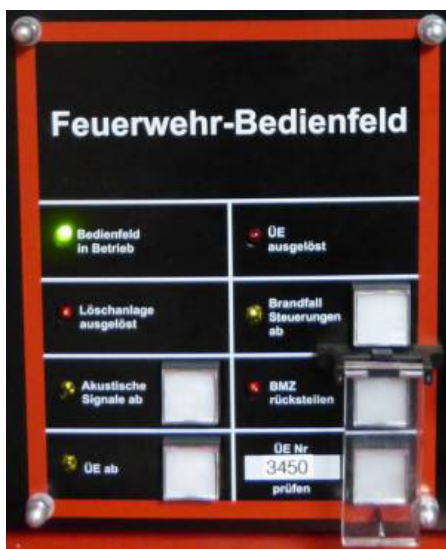 Feuerwehr-Bedienfeld
Bedienfeld
in Betrieb
ÜE
ausgelöst
Löschanlage
ausgelöst
Brandfall
Steuerungen
ab
Akustische
Signale ab
BMZ
rückstellen
ÜE ab
ÜE Nr
3450
prüfen